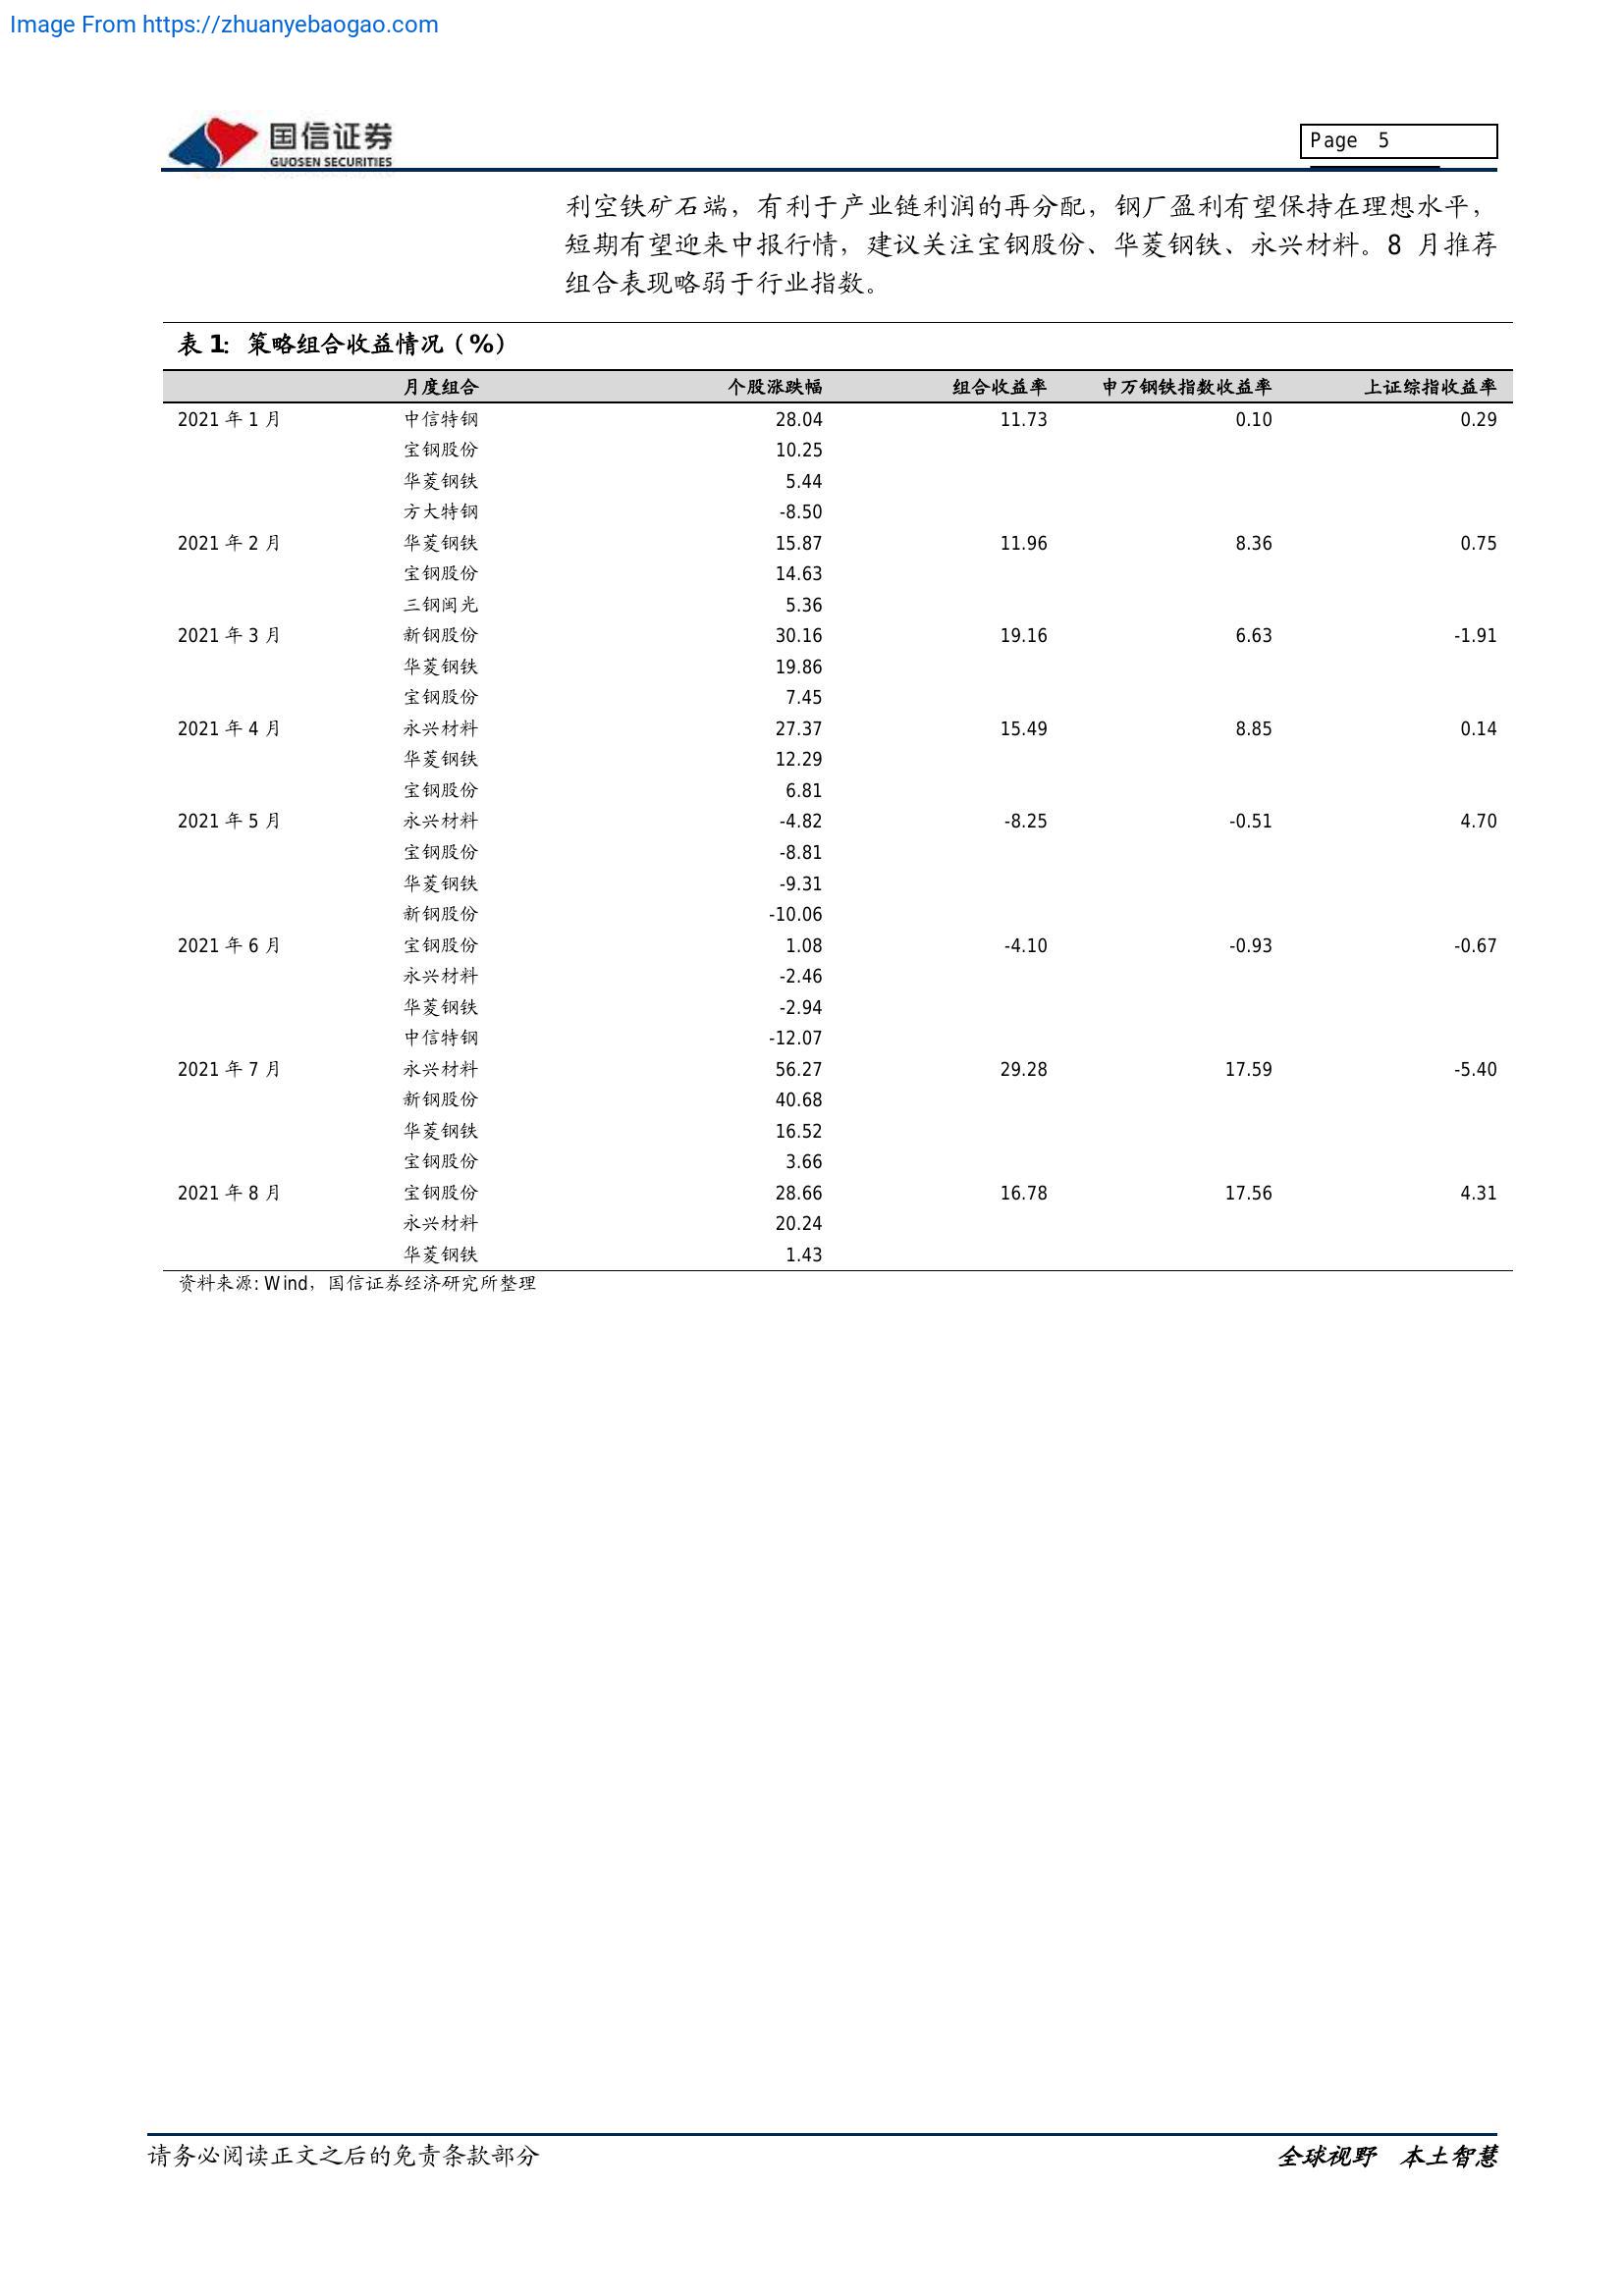 Image From https://zhuanyebaogao.com
国信证券
GUOSEN SECURITIES
Page 5
利空铁矿石端，有利于产业链利润的再分配，钢厂盈利有望保持在理想水平，
短期有望迎来中报行情，建议关注宝钢股份、华菱钢铁、永兴材料。8 月推荐
组合表现略弱于行业指数。
表 1：策略组合收益情况（%）
月度组合 个股涨跌幅 组合收益率 申万钢铁指数收益率 上证综指收益率
2021 年 1 月 中信特钢 28.04 11.73 0.10 0.29
宝钢股份 10.25
华菱钢铁 5.44
方大特钢 -8.50
2021 年 2 月 华菱钢铁 15.87 11.96 8.36 0.75
宝钢股份 14.63
三钢闽光 5.36
2021 年 3 月 新钢股份 30.16 19.16 6.63 -1.91
华菱钢铁 19.86
宝钢股份 7.45
2021 年 4 月 永兴材料 27.37 15.49 8.85 0.14
华菱钢铁 12.29
宝钢股份 6.81
2021 年 5 月 永兴材料 -4.82 -8.25 -0.51 4.70
宝钢股份 -8.81
华菱钢铁 -9.31
新钢股份 -10.06
2021 年 6 月 宝钢股份 1.08 -4.10 -0.93 -0.67
永兴材料 -2.46
华菱钢铁 -2.94
中信特钢 -12.07
2021 年 7 月 永兴材料 56.27 29.28 17.59 -5.40
新钢股份 40.68
华菱钢铁 16.52
宝钢股份 3.66
2021 年 8 月 宝钢股份 28.66 16.78 17.56 4.31
永兴材料 20.24
华菱钢铁 1.43
资料来源: Wind，国信证券经济研究所整理
请务必阅读正文之后的免责条款部分
全球视野 本土智慧